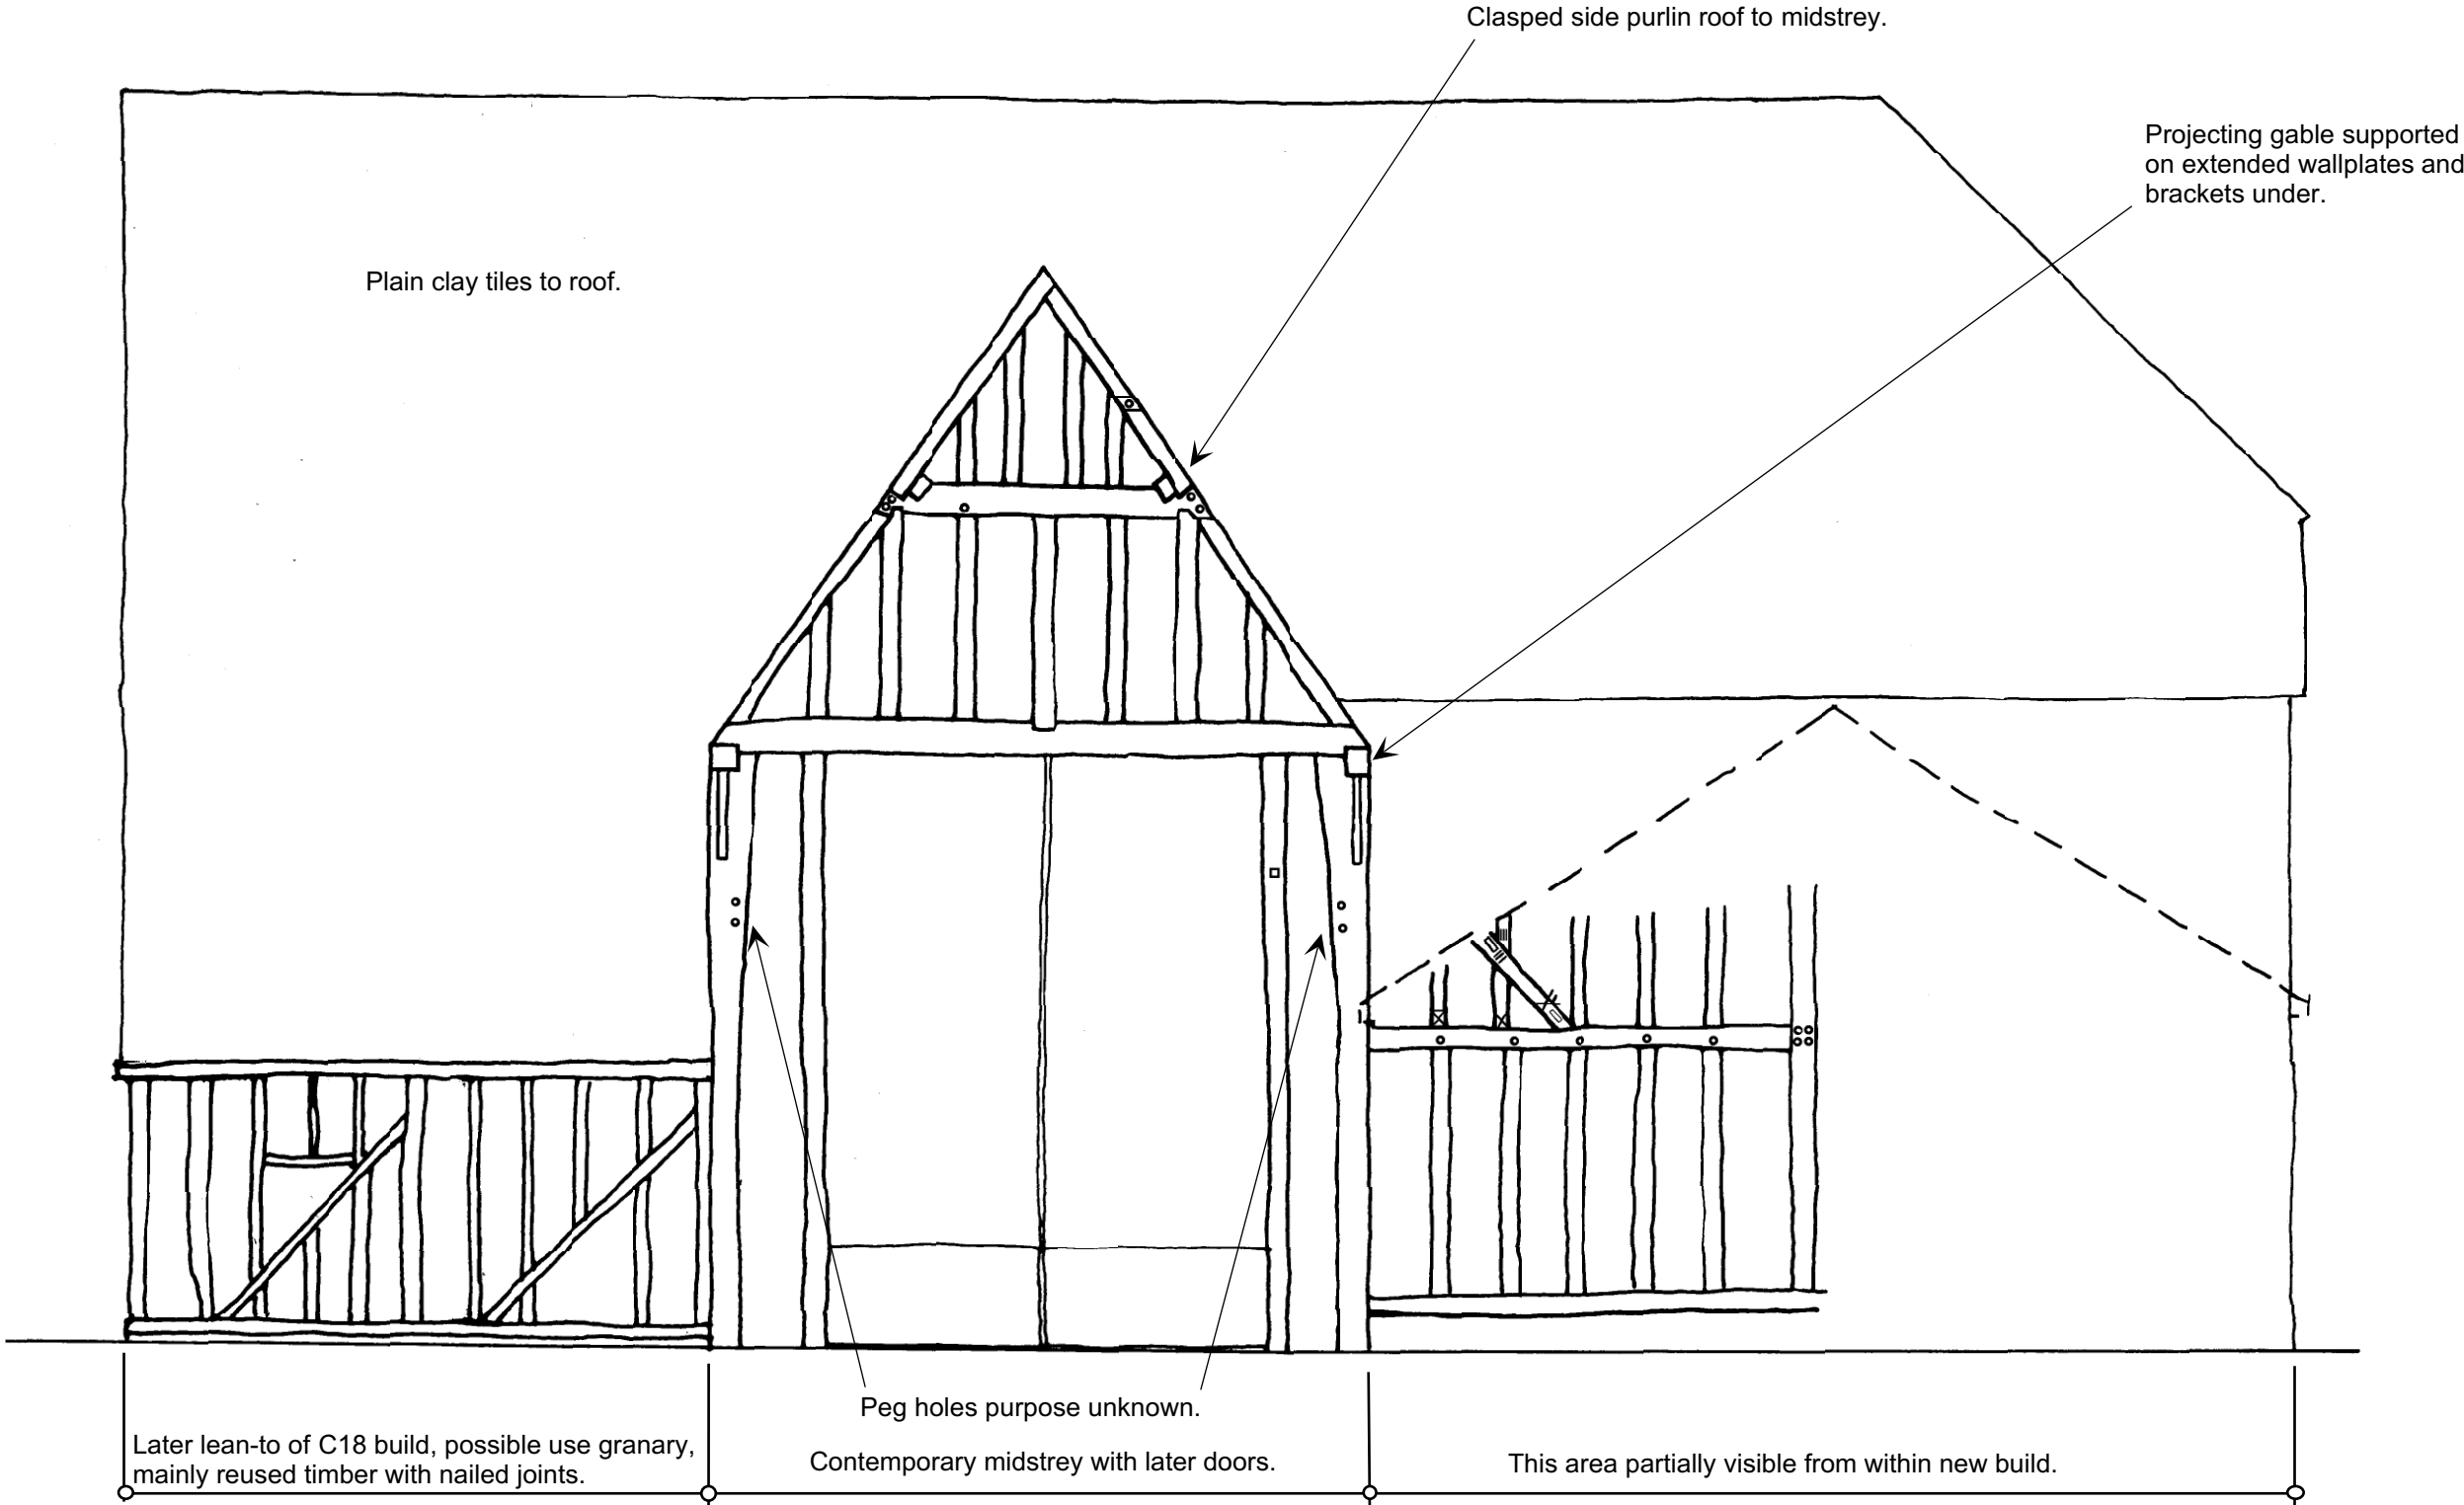 Clasped side purlin roof to midstrey.
Projecting gable supported
on extended wallplates and
brackets under.
Plain clay tiles to roof.
Peg holes purpose unknown.
Later lean-to of C18 build, possible use granary,
mainly reused timber with nailed joints.
Contemporary midstrey with later doors.
This area partially visible from within new build.